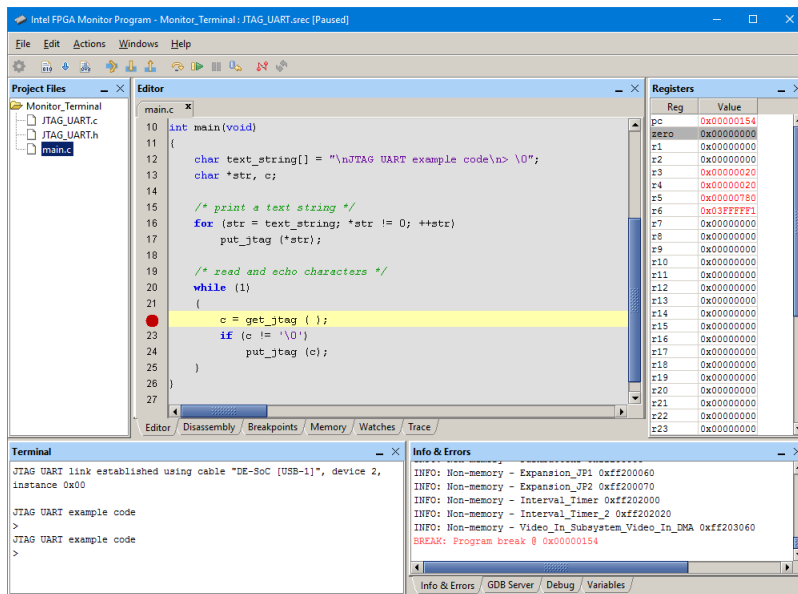 Intel FPGA Monitor Program - Monitor_Terminal : JTAG_UART.srec [Paused]
File Edit Actions Windows Help
Project Files
Monitor_Terminal
JTAG_UART.c
JTAG_UART.h
main.c
Editor
main.c
10 int main(void)
11 {
12 char text_string[] = "\nJTAG UART example code\n> \0";
13 char *str, c;
14
15 /* print a text string */
16 for (str = text_string; *str != 0; ++str)
17 put_jtag (*str);
18
19 /* read and echo characters */
20 while (1)
21 {
c = get_jtag ( );
23 if (c != '\0')
24 put_jtag (c);
25 }
26 }
27
Editor Disassembly Breakpoints Memory Watches Trace
Registers
Reg Value
pc 0x00000154
zero 0x00000000
r1 0x00000000
r2 0x00000000
r3 0x00000020
r4 0x00000020
r5 0x00000780
r6 0x03FFFFF1
r7 0x00000000
r8 0x00000000
r9 0x00000000
r10 0x00000000
r11 0x00000000
r12 0x00000000
r13 0x00000000
r14 0x00000000
r15 0x00000000
r16 0x00000000
r17 0x00000000
r18 0x00000000
r19 0x00000000
r20 0x00000000
r21 0x00000000
r22 0x00000000
r23 0x00000000
Terminal
JTAG UART link established using cable "DE-SoC [USB-1]", device 2,
instance 0x00
JTAG UART example code
>
JTAG UART example code
>
Info & Errors
INFO: Non-memory - Expansion_JP1 0xff200060
INFO: Non-memory - Expansion_JP2 0xff200070
INFO: Non-memory - Interval_Timer 0xff202000
INFO: Non-memory - Interval_Timer_2 0xff202020
INFO: Non-memory - Video_In_Subsystem_Video_In_DMA 0xff203060
BREAK: Program break @ 0x00000154
Info & Errors GDB Server Debug Variables